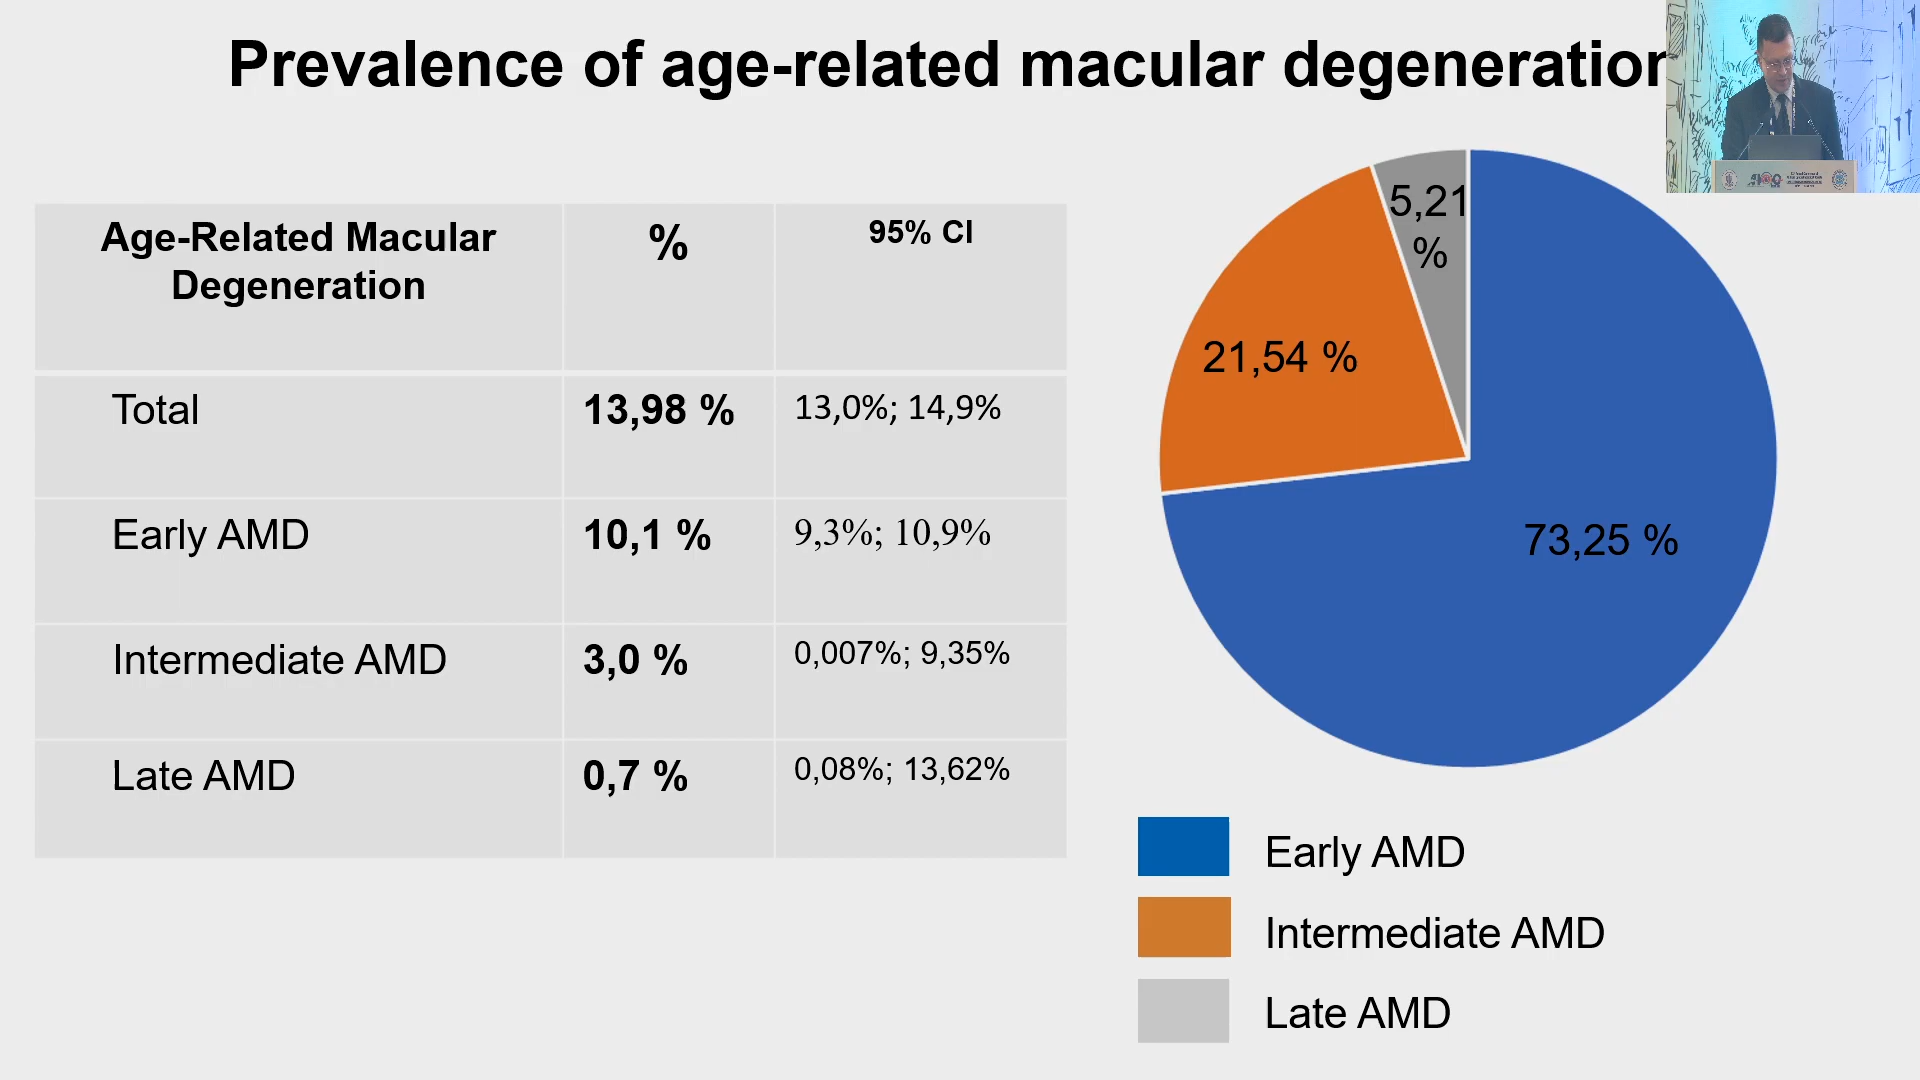 Prevalence of age-related macular degeneration
Age-Related Macular
Degeneration
%
95% CI
Total
13,98 %
13,0%; 14,9%
Early AMD
10,1 %
9,3%; 10,9%
Intermediate AMD
3,0 %
0,007%; 9,35%
Late AMD
0,7 %
0,08%; 13,62%
5,21
%
21,54 %
73,25 %
Early AMD
Intermediate AMD
Late AMD